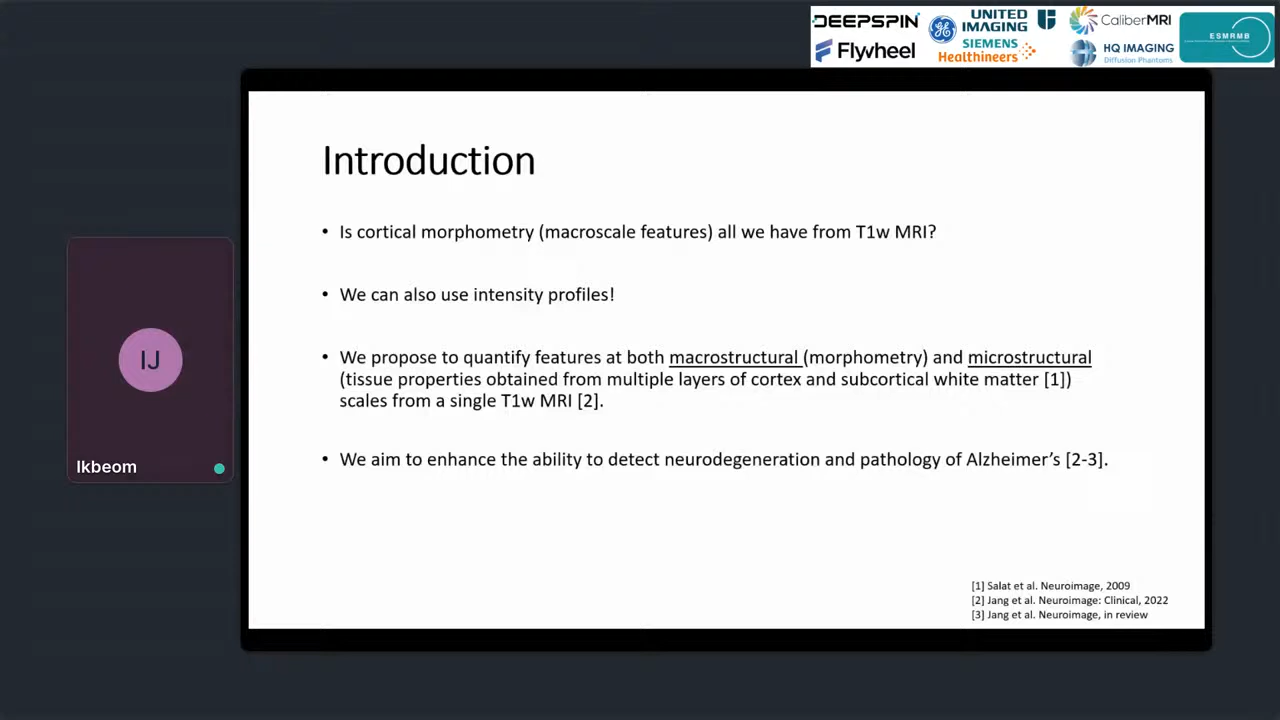 DEEPSPIN
UNITED
IMAGING
CaliberMRI
ESMRMB
Flywheel
SIEMENS
Healthineers
HQ IMAGING
Diffusion Phantoms
Introduction
• Is cortical morphometry (macroscale features) all we have from T1w MRI?
• We can also use intensity profiles!
• We propose to quantify features at both macrostructural (morphometry) and microstructural
(tissue properties obtained from multiple layers of cortex and subcortical white matter [1])
scales from a single T1w MRI [2].
• We aim to enhance the ability to detect neurodegeneration and pathology of Alzheimer’s [2-3].
IJ
Ikbeom
[1] Salat et al. Neuroimage, 2009
[2] Jang et al. Neuroimage: Clinical, 2022
[3] Jang et al. Neuroimage, in review